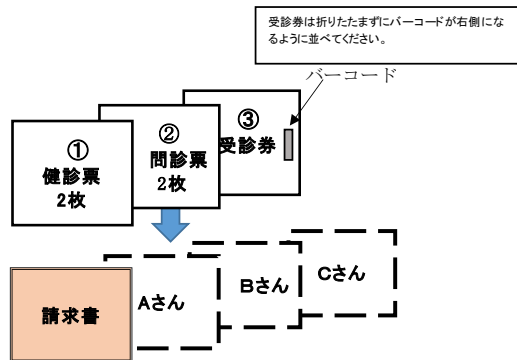 受診券は折りたたまずにバーコードが右側にな
るように並べてください。
バーコード
③
受診券
②
問診票
2枚
①
健診票
2枚
請求書
Aさん
Bさん
Cさん